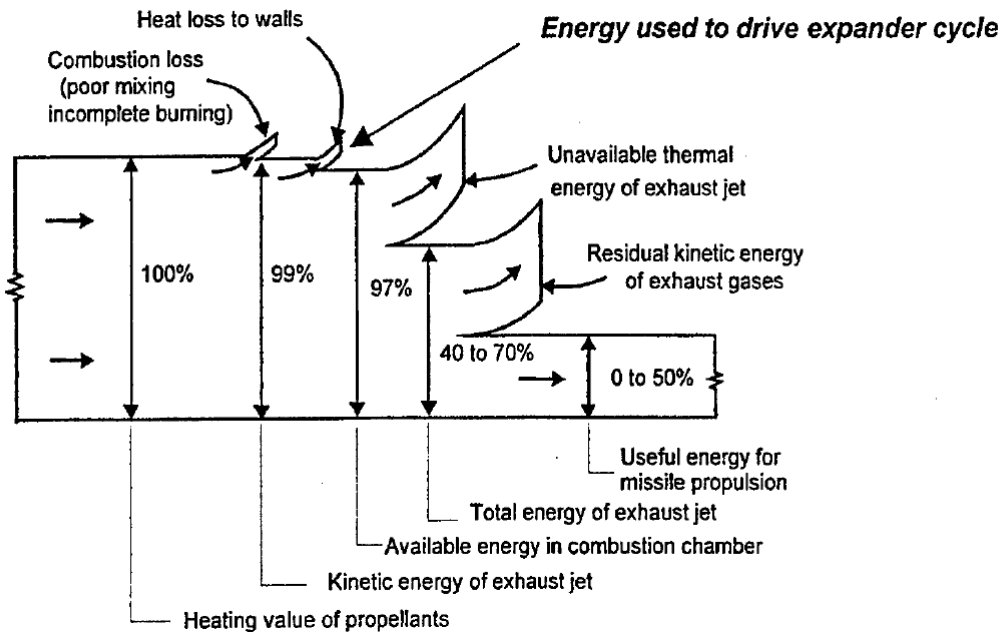 Heat loss to walls
Energy used to drive expander cycle
Combustion loss
(poor mixing
incomplete burning)
Unavailable thermal
energy of exhaust jet
Residual kinetic energy
of exhaust gases
100%
99%
97%
40 to 70%
0 to 50%
Useful energy for
missile propulsion
Total energy of exhaust jet
Available energy in combustion chamber
Kinetic energy of exhaust jet
Heating value of propellants